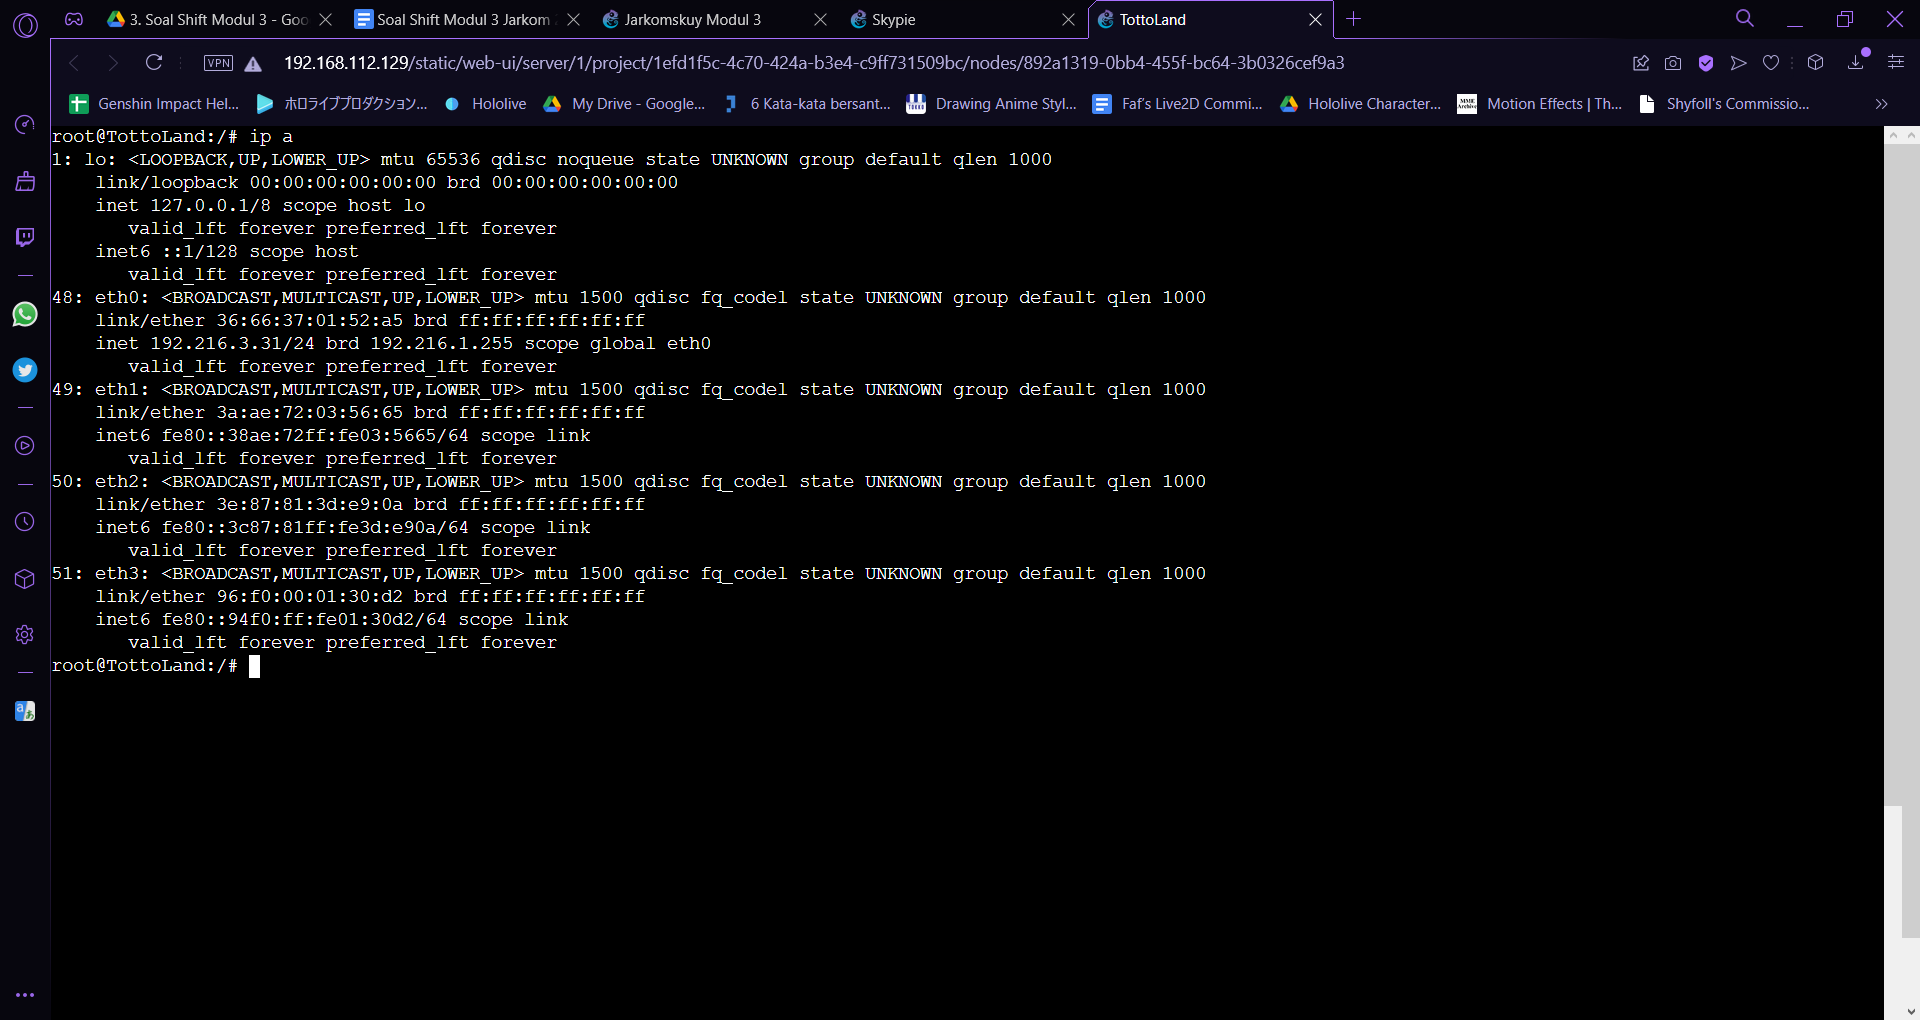 3. Soal Shift Modul 3 - Goo
Soal Shift Modul 3 Jarkom
Jarkomskuy Modul 3
Skypie
TottoLand
VPN
192.168.112.129/static/web-ui/server/1/project/1efd1f5c-4c70-424a-b3e4-c9ff731509bc/nodes/892a1319-0bb4-455f-bc64-3b0326cef9a3
Genshin Impact Hel...
ホロライブプロダクション...
Hololive
My Drive - Google...
6 Kata-kata bersant...
Drawing Anime Styl...
Faf's Live2D Commi...
Hololive Character...
Motion Effects | Th...
Shyfoll's Commissio...
root@TottoLand:/# ip a
1: lo: <LOOPBACK,UP,LOWER_UP> mtu 65536 qdisc noqueue state UNKNOWN group default qlen 1000
link/loopback 00:00:00:00:00:00 brd 00:00:00:00:00:00
inet 127.0.0.1/8 scope host lo
valid_lft forever preferred_lft forever
inet6 ::1/128 scope host
valid_lft forever preferred_lft forever
48: eth0: <BROADCAST,MULTICAST,UP,LOWER_UP> mtu 1500 qdisc fq_codel state UNKNOWN group default qlen 1000
link/ether 36:66:37:01:52:a5 brd ff:ff:ff:ff:ff:ff
inet 192.216.3.31/24 brd 192.216.1.255 scope global eth0
valid_lft forever preferred_lft forever
49: eth1: <BROADCAST,MULTICAST,UP,LOWER_UP> mtu 1500 qdisc fq_codel state UNKNOWN group default qlen 1000
link/ether 3a:ae:72:03:56:65 brd ff:ff:ff:ff:ff:ff
inet6 fe80::38ae:72ff:fe03:5665/64 scope link
valid_lft forever preferred_lft forever
50: eth2: <BROADCAST,MULTICAST,UP,LOWER_UP> mtu 1500 qdisc fq_codel state UNKNOWN group default qlen 1000
link/ether 3e:87:81:3d:e9:0a brd ff:ff:ff:ff:ff:ff
inet6 fe80::3c87:81ff:fe3d:e90a/64 scope link
valid_lft forever preferred_lft forever
51: eth3: <BROADCAST,MULTICAST,UP,LOWER_UP> mtu 1500 qdisc fq_codel state UNKNOWN group default qlen 1000
link/ether 96:f0:00:01:30:d2 brd ff:ff:ff:ff:ff:ff
inet6 fe80::94f0:ff:fe01:30d2/64 scope link
valid_lft forever preferred_lft forever
root@TottoLand:/#